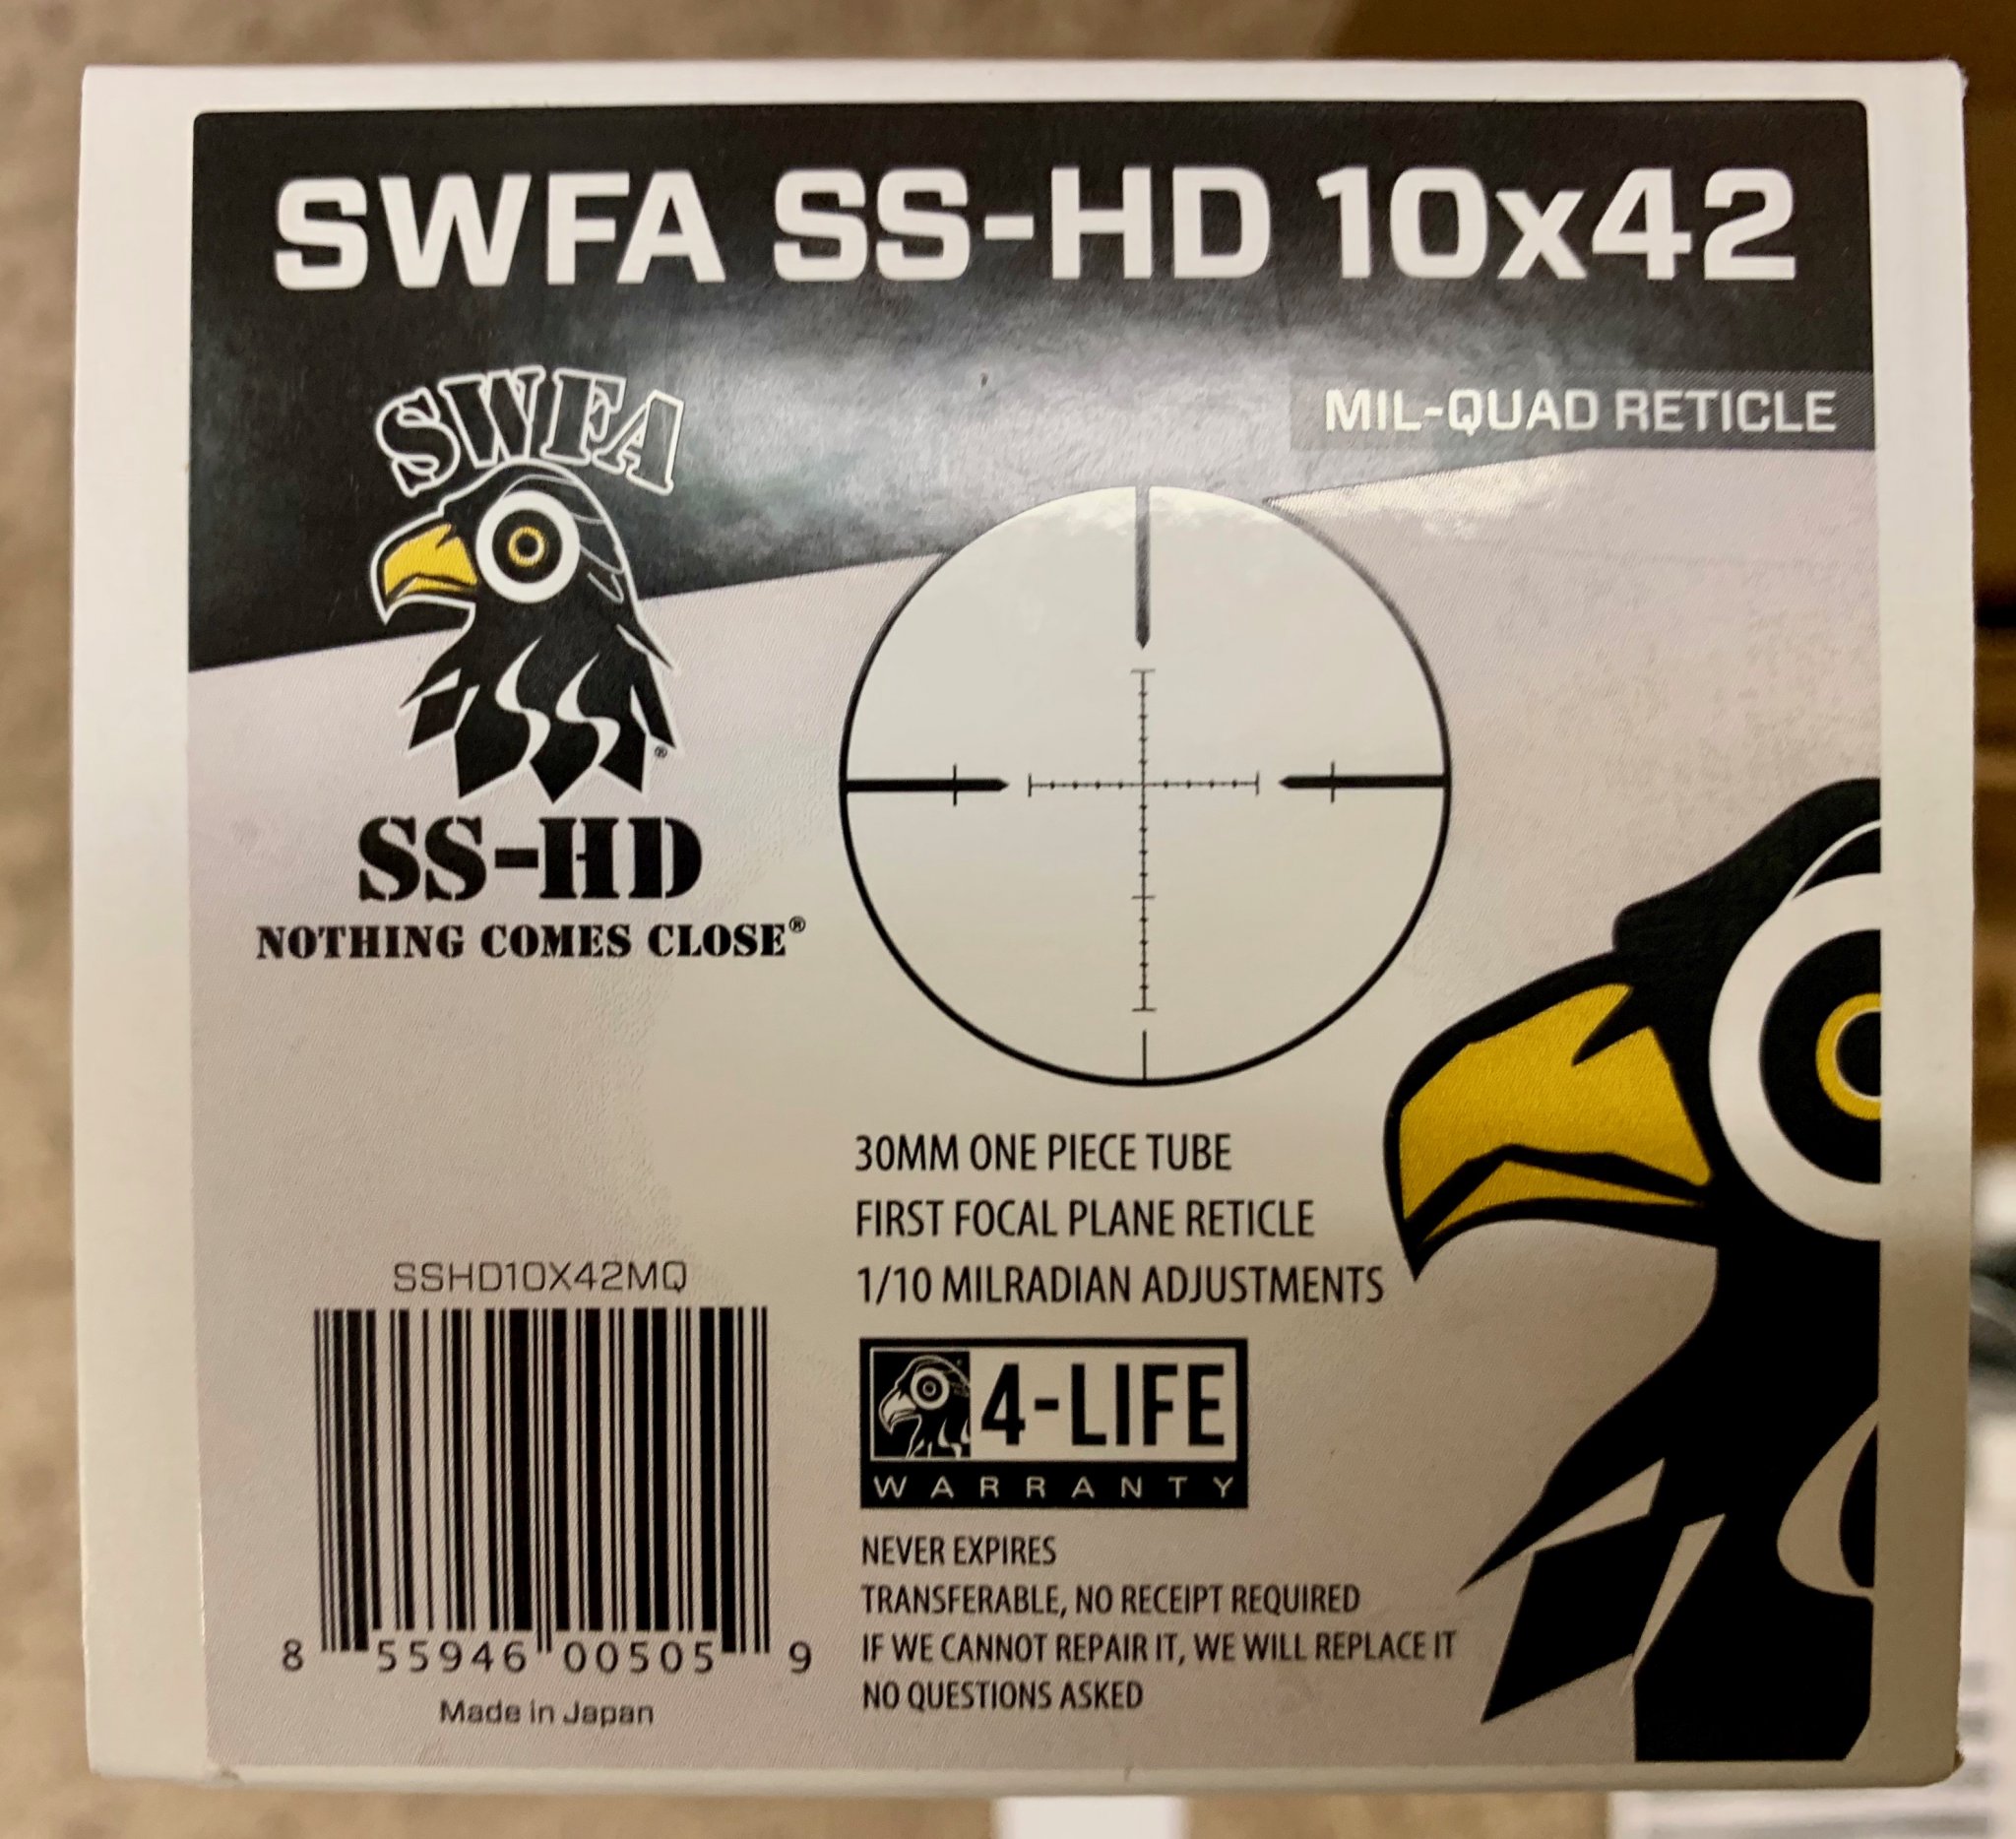 SWFA SS-HD 10x42
MIL-QUAD RETICLE
SWFA
SS
®
SS-HD
NOTHING COMES CLOSE®
30MM ONE PIECE TUBE
FIRST FOCAL PLANE RETICLE
1/10 MILRADIAN ADJUSTMENTS
4-LIFE
WARRANTY
NEVER EXPIRES
TRANSFERABLE, NO RECEIPT REQUIRED
IF WE CANNOT REPAIR IT, WE WILL REPLACE IT
NO QUESTIONS ASKED
SSHD10X42MQ
8 55946 00505 9
Made in Japan